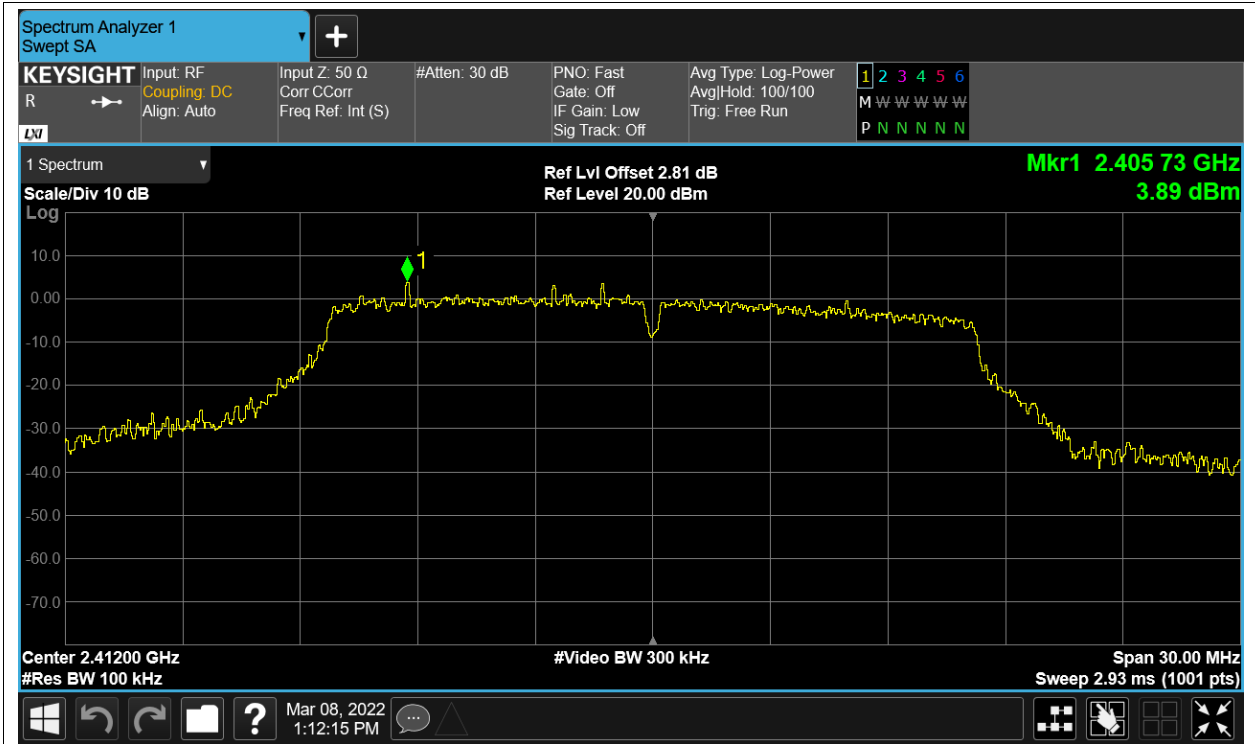 Spectrum Analyzer 1
Swept SA
KEYSIGHT
R
LXI
Input: RF
Coupling: DC
Align: Auto
Input Z: 50 Ω
Corr CCorr
Freq Ref: Int (S)
#Atten: 30 dB
PNO: Fast
Gate: Off
IF Gain: Low
Sig Track: Off
Avg Type: Log-Power
Avg|Hold: 100/100
Trig: Free Run
1 2 3 4 5 6
M W W W W W
P N N N N N
1 Spectrum
Scale/Div 10 dB
Ref Lvl Offset 2.81 dB
Ref Level 20.00 dBm
Mkr1 2.405 73 GHz
3.89 dBm
Log
1
10.0
0.00
-10.0
-20.0
-30.0
-40.0
-50.0
-60.0
-70.0
Center 2.41200 GHz
#Res BW 100 kHz
#Video BW 300 kHz
Span 30.00 MHz
Sweep 2.93 ms (1001 pts)
?
Mar 08, 2022
1:12:15 PM